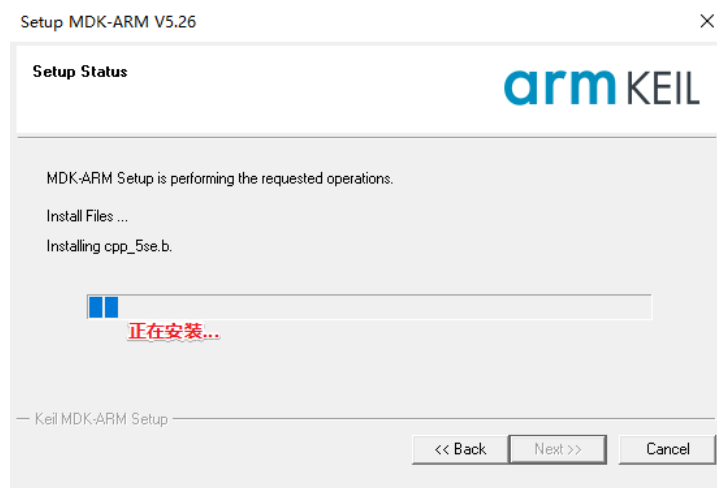 Setup MDK-ARM V5.26
Setup Status
arm KEIL
MDK-ARM Setup is performing the requested operations.
Install Files ...
Installing cpp_5se.b.
正在安装...
Keil MDK-ARM Setup
<< Back
Next >>
Cancel